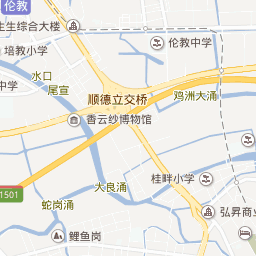 伦教
生生综合大楼
培教小学
伦教中学
水口
中学
尾宣
顺德立交桥
鸡洲大涌
香云纱博物馆
大良涌
桂畔小学
1501
蛇岗涌
弘昇商业
鲤鱼岗